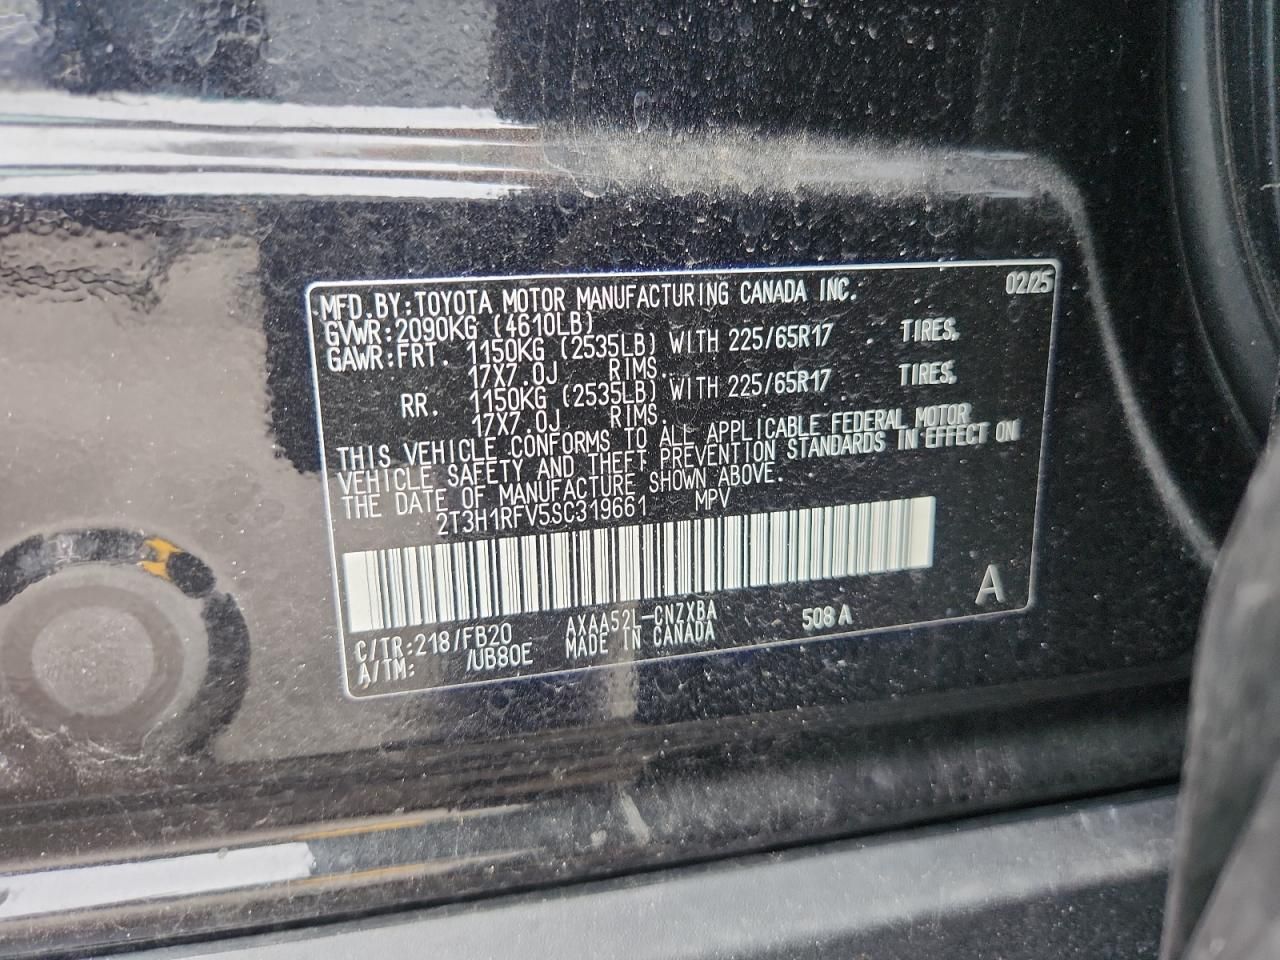 MFD.BY:TOYOTA MOTOR MANUFACTURING CANADA INC. 02/25
GVWR:2090KG (4610LB)
GAWR:FRT. 1150KG (2535LB) WITH 225/65R17 TIRES,
17X7.0J RIMS.
RR. 1150KG (2535LB) WITH 225/65R17 TIRES,
17X7.0J RIMS.
THIS VEHICLE CONFORMS TO ALL APPLICABLE FEDERAL MOTOR
VEHICLE SAFETY AND THEFT PREVENTION STANDARDS IN EFFECT ON
THE DATE OF MANUFACTURE SHOWN ABOVE.
2T3H1RFV5SC319661 MPV
C/TR:218/FB20 AXAA52L-CNZXBA 508 A A
A/TM: /UB80E MADE IN CANADA